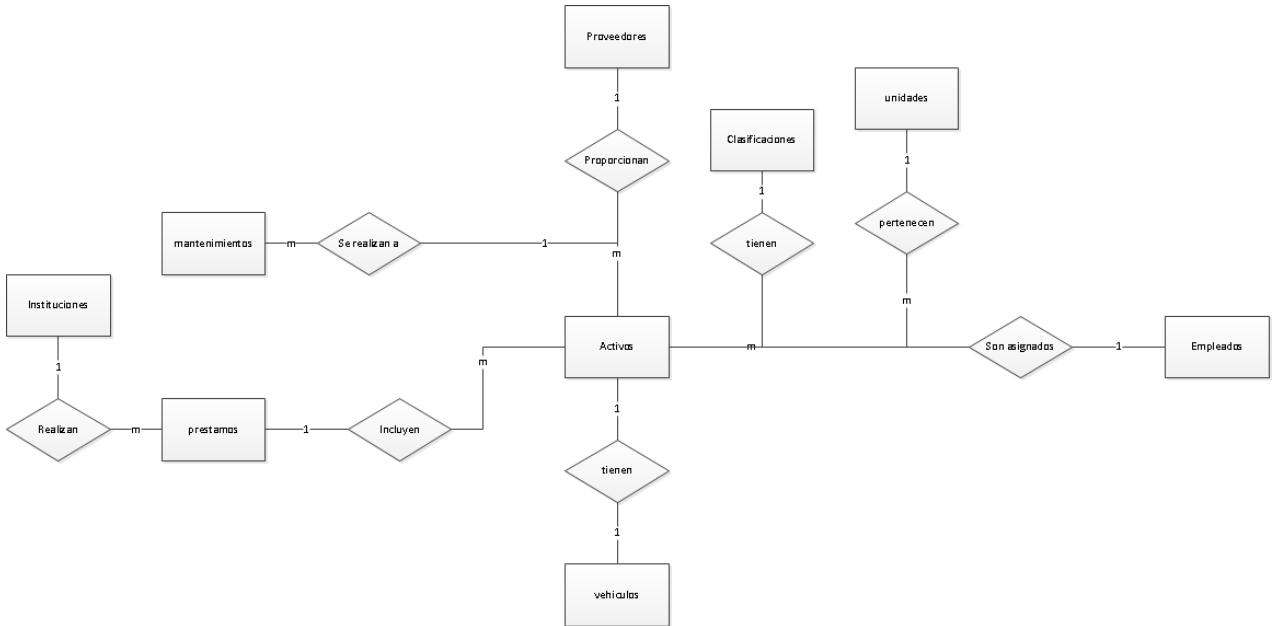 Proveedores
1
unidades
Clasificaciones
1
Proporcionan
1
1
pertenecen
mantenimientos
m
Se realizan a
1
m
tienen
Instituciones
m
Activos
m
Son asignados
1
Empleados
m
1
1
Realizan
m
prestamos
1
Incluyen
tienen
1
vehiculos